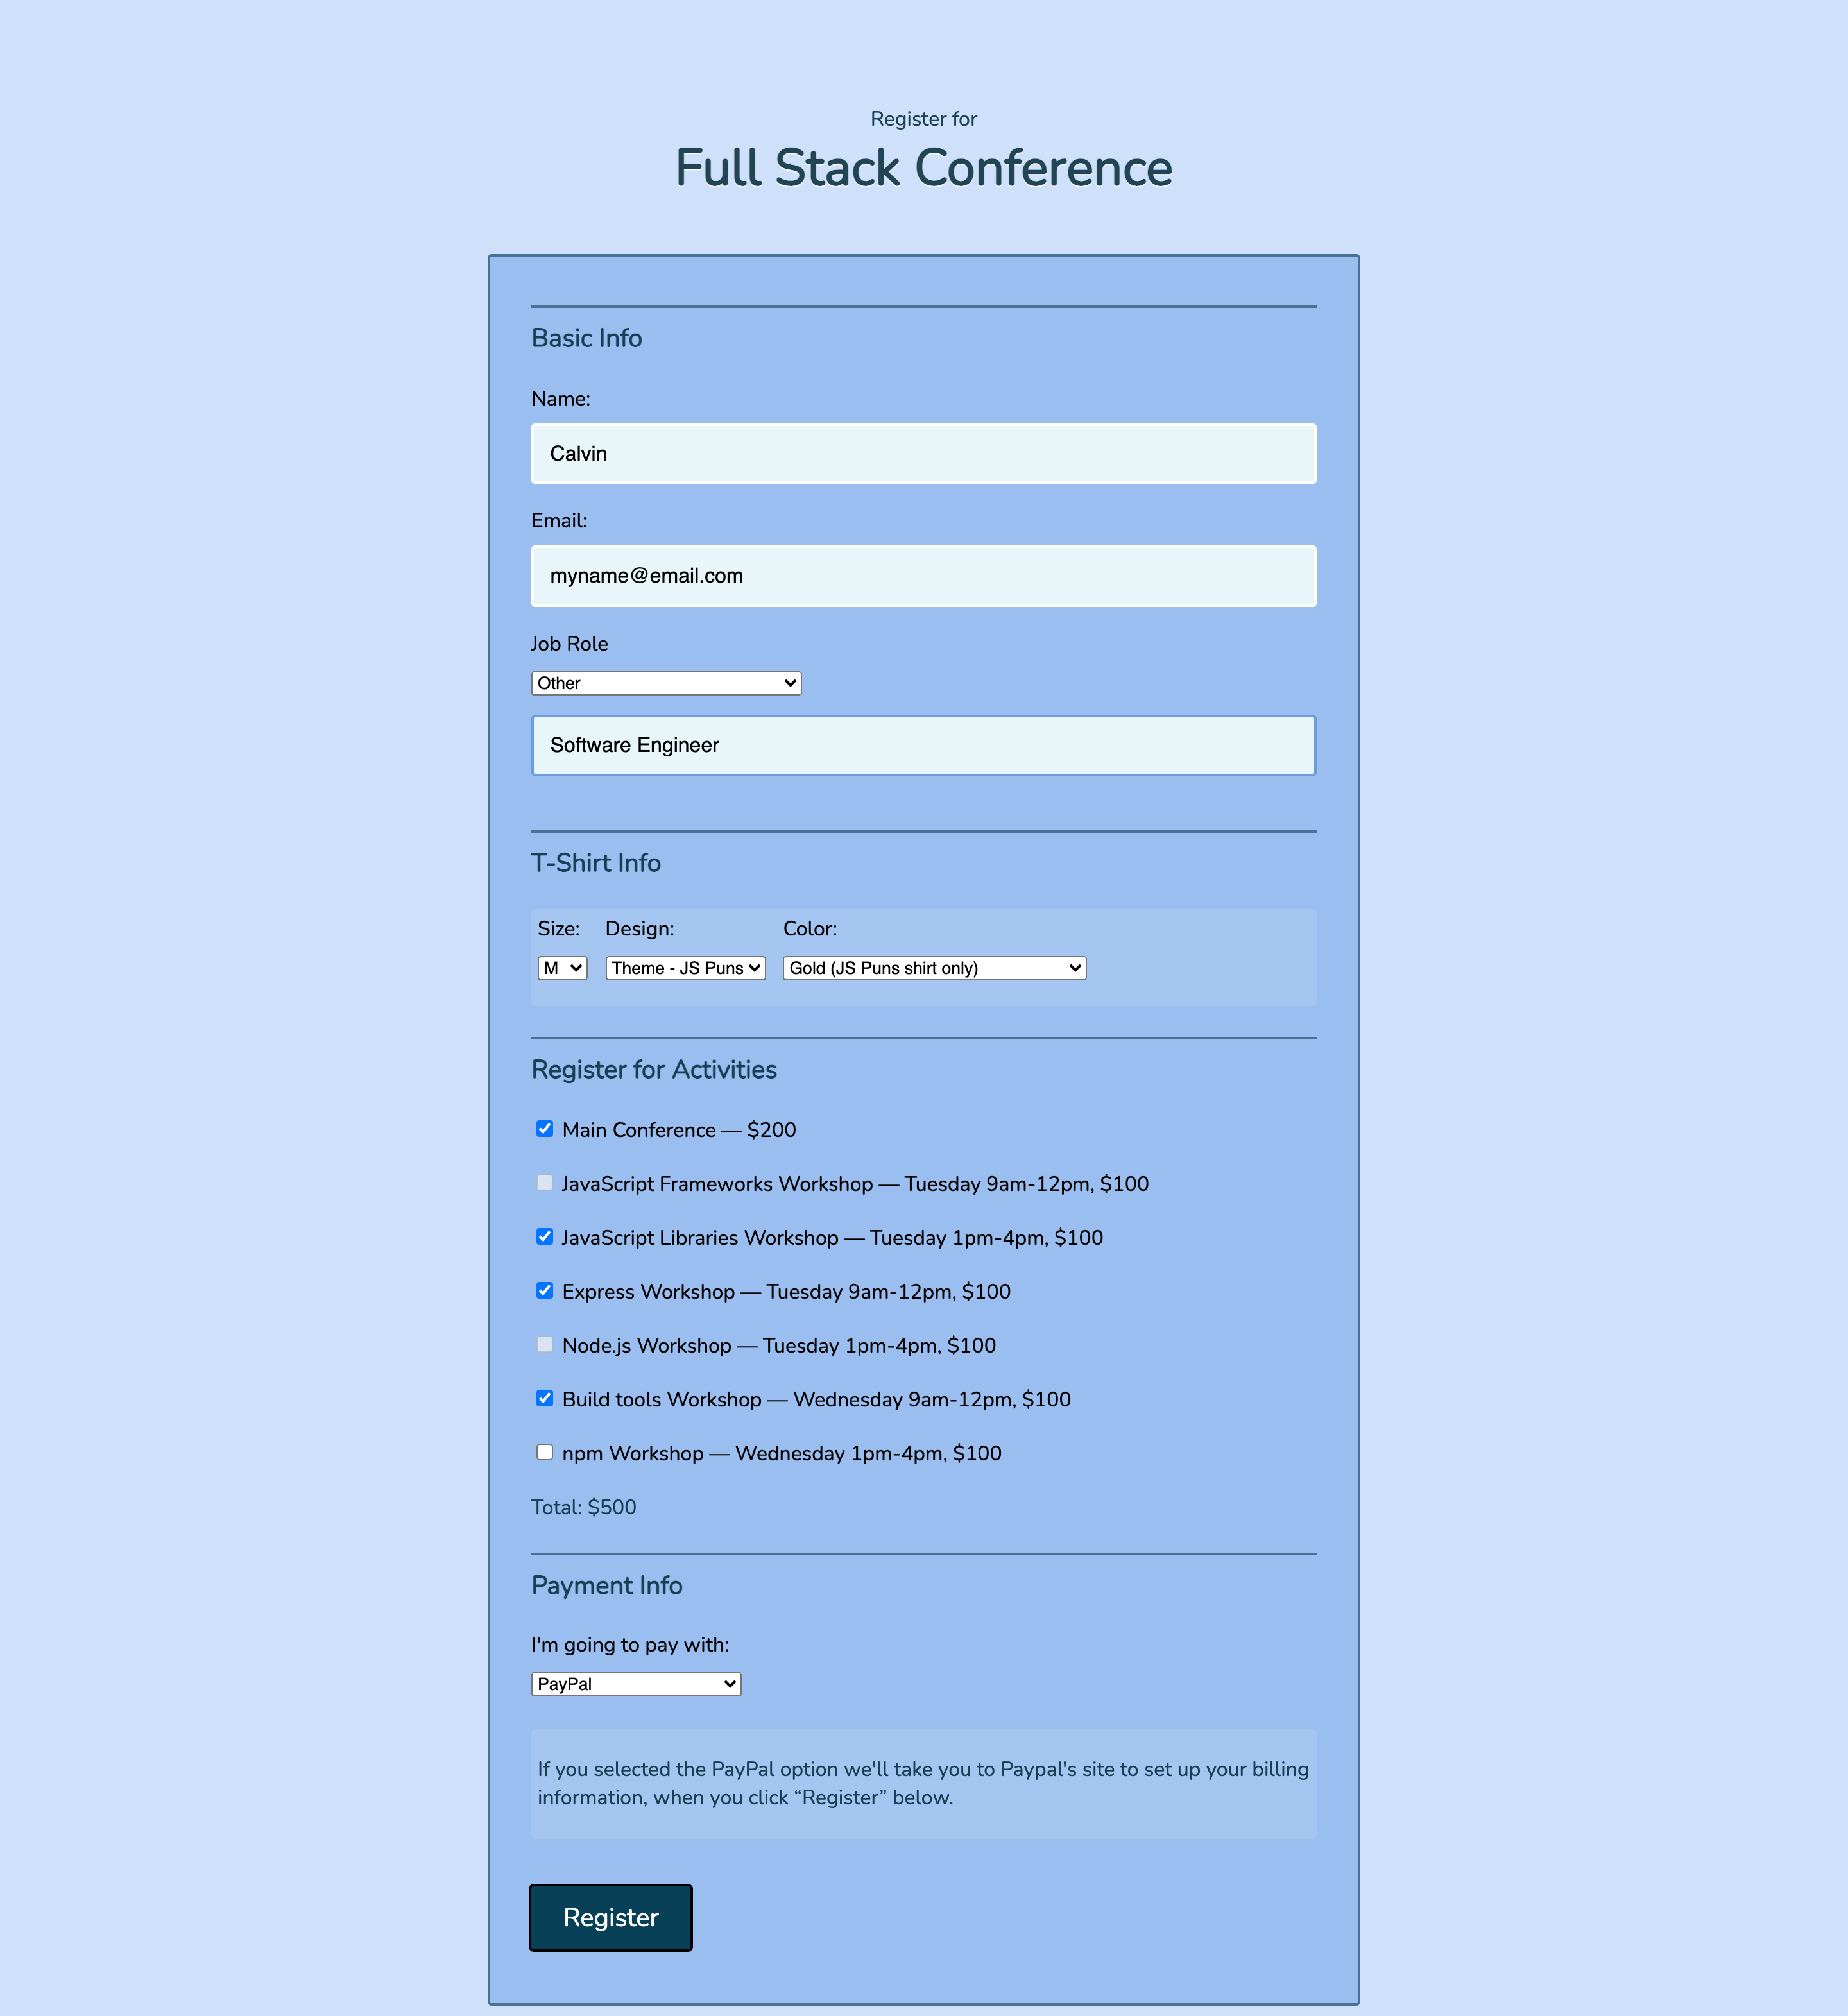 Register for
Full Stack Conference
Basic Info
Name:
Calvin
Email:
myname@email.com
Job Role
Other
Software Engineer
T-Shirt Info
Size: Design: Color:
M Theme - JS Puns Gold (JS Puns shirt only)
Register for Activities
Main Conference — $200
JavaScript Frameworks Workshop — Tuesday 9am-12pm, $100
JavaScript Libraries Workshop — Tuesday 1pm-4pm, $100
Express Workshop — Tuesday 9am-12pm, $100
Node.js Workshop — Tuesday 1pm-4pm, $100
Build tools Workshop — Wednesday 9am-12pm, $100
npm Workshop — Wednesday 1pm-4pm, $100
Total: $500
Payment Info
I'm going to pay with:
PayPal
If you selected the PayPal option we'll take you to Paypal's site to set up your billing
information, when you click “Register” below.
Register